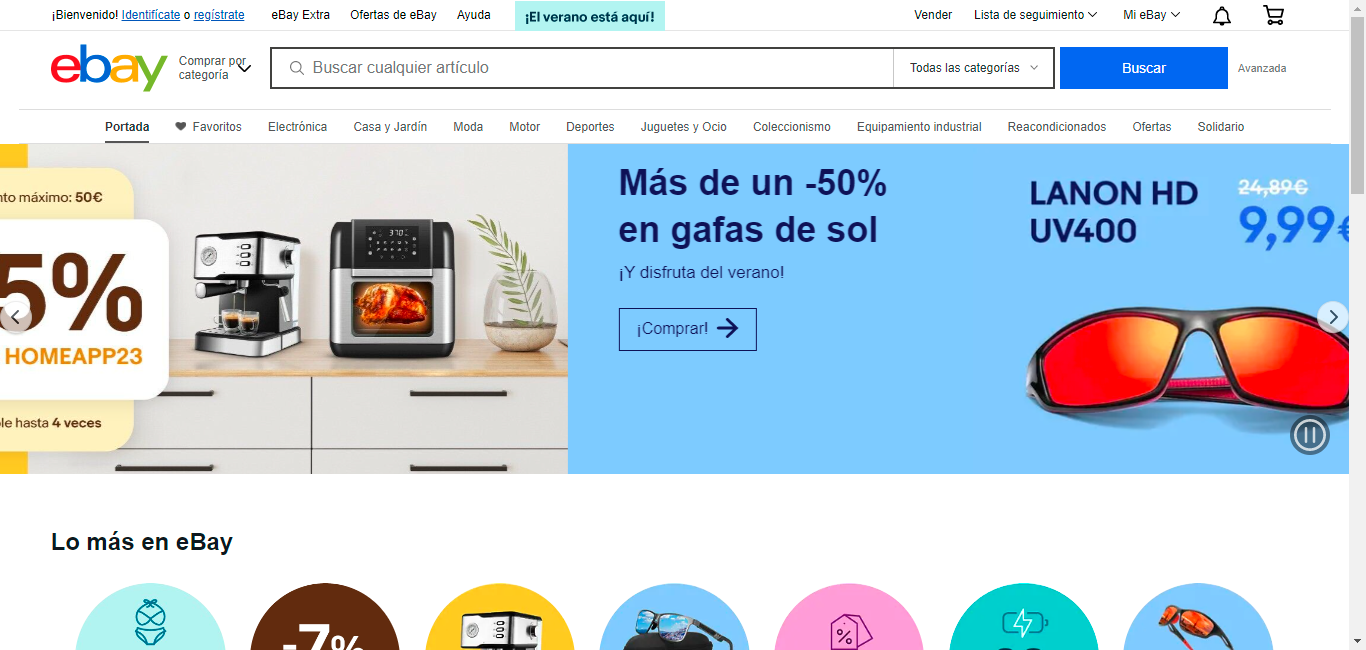 ¡Bienvenido! Identifícate o regístrate
eBay Extra
Ofertas de eBay
Ayuda
¡El verano está aquí!
Vender
Lista de seguimiento
Mi eBay
ebay
Comprar por
categoría
Buscar cualquier artículo
Todas las categorías
Buscar
Avanzada
Portada
Favoritos
Electrónica
Casa y Jardín
Moda
Motor
Deportes
Juguetes y Ocio
Coleccionismo
Equipamiento industrial
Reacondicionados
Ofertas
Solidario
nto máximo: 50€
5%
HOMEAPP23
le hasta 4 veces
370
Más de un -50%
en gafas de sol
¡Y disfruta del verano!
¡Comprar!
LANON HD
UV400
24,89€
9,99€
Lo más en eBay
-7%
%